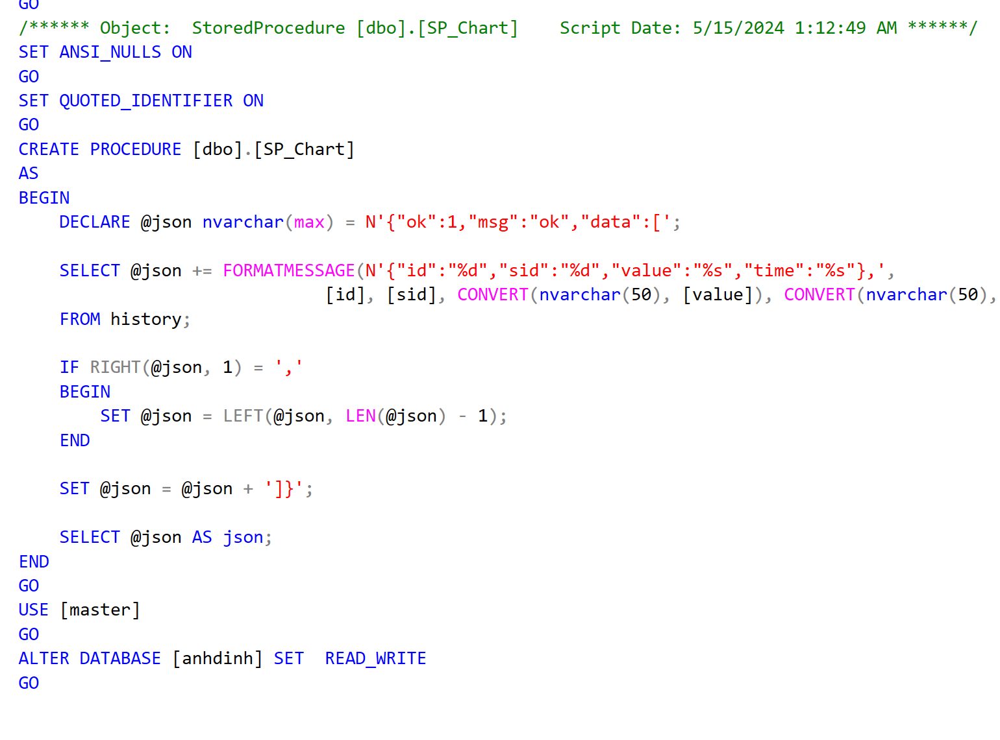 GO
/****** Object:  StoredProcedure [dbo].[SP_Chart]    Script Date: 5/15/2024 1:12:49 AM ******/
SET ANSI_NULLS ON
GO
SET QUOTED_IDENTIFIER ON
GO
CREATE PROCEDURE [dbo].[SP_Chart]
AS
BEGIN
    DECLARE @json nvarchar(max) = N'{"ok":1,"msg":"ok","data":[';

    SELECT @json += FORMATMESSAGE(N'{"id":"%d","sid":"%d","value":"%s","time":"%s"},',
                              [id], [sid], CONVERT(nvarchar(50), [value]), CONVERT(nvarchar(50),
    FROM history;

    IF RIGHT(@json, 1) = ','
    BEGIN
        SET @json = LEFT(@json, LEN(@json) - 1);
    END

    SET @json = @json + ']}';

    SELECT @json AS json;
END
GO
USE [master]
GO
ALTER DATABASE [anhdinh] SET  READ_WRITE
GO